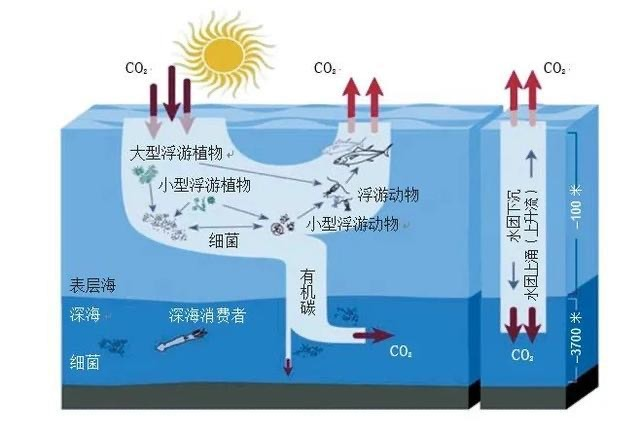 CO₂
CO₂
CO₂
大型浮游植物
小型浮游植物
浮游动物
小型浮游动物
细菌
表层海
有机碳
深海
深海消费者
细菌
CO₂
水团下沉
水团上涌（上升流）
CO₂
–100 米
–3700 米